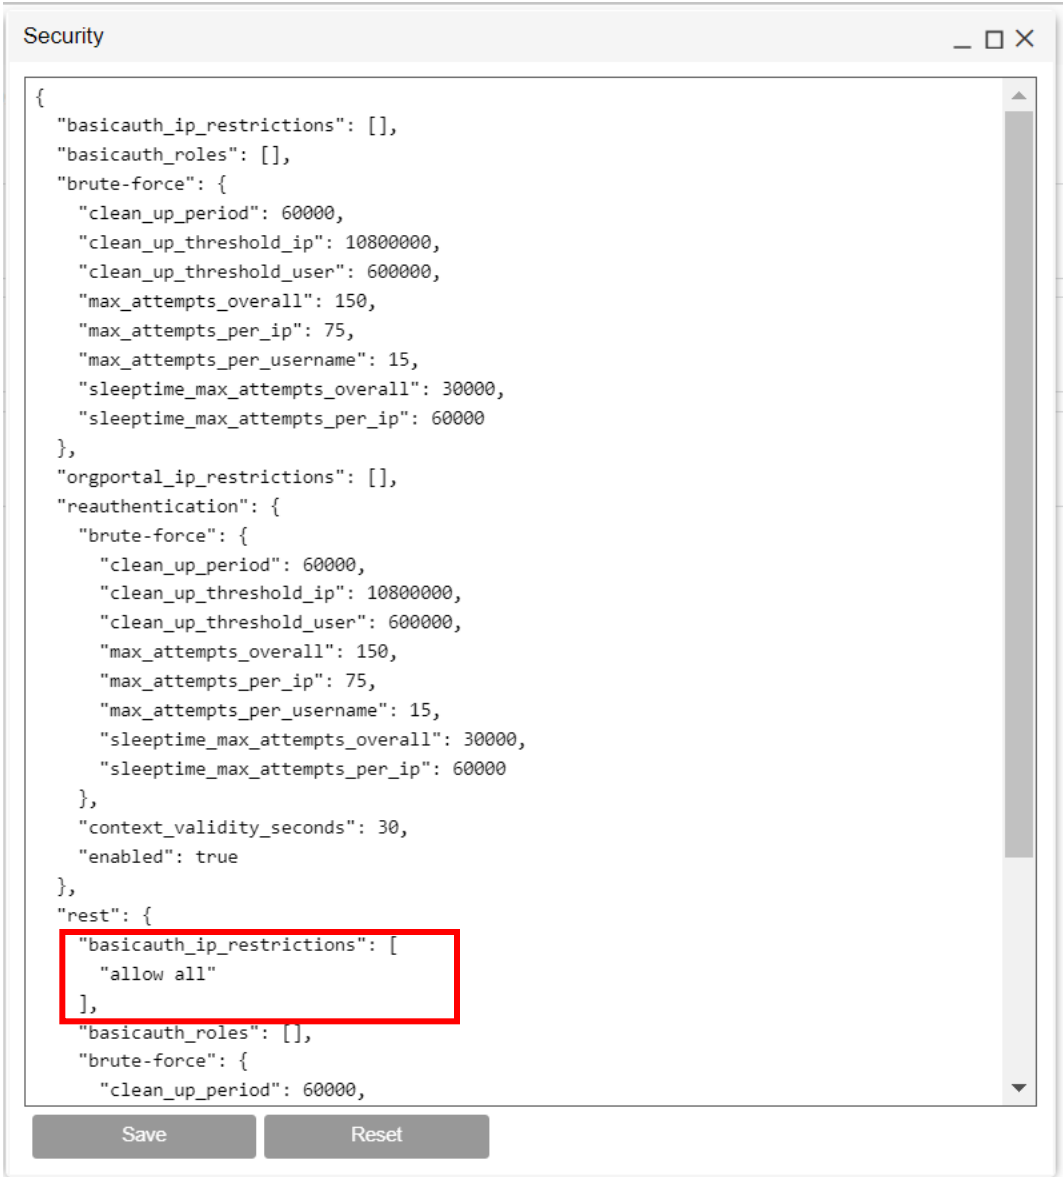 Security
{
  "basicauth_ip_restrictions": [],
  "basicauth_roles": [],
  "brute-force": {
    "clean_up_period": 60000,
    "clean_up_threshold_ip": 10800000,
    "clean_up_threshold_user": 600000,
    "max_attempts_overall": 150,
    "max_attempts_per_ip": 75,
    "max_attempts_per_username": 15,
    "sleeptime_max_attempts_overall": 30000,
    "sleeptime_max_attempts_per_ip": 60000
  },
  "orgportal_ip_restrictions": [],
  "reauthentication": {
    "brute-force": {
      "clean_up_period": 60000,
      "clean_up_threshold_ip": 10800000,
      "clean_up_threshold_user": 600000,
      "max_attempts_overall": 150,
      "max_attempts_per_ip": 75,
      "max_attempts_per_username": 15,
      "sleeptime_max_attempts_overall": 30000,
      "sleeptime_max_attempts_per_ip": 60000
    },
    "context_validity_seconds": 30,
    "enabled": true
  },
  "rest": {
    "basicauth_ip_restrictions": [
      "allow all"
    ],
    "basicauth_roles": [],
    "brute-force": {
      "clean_up_period": 60000,
Save
Reset